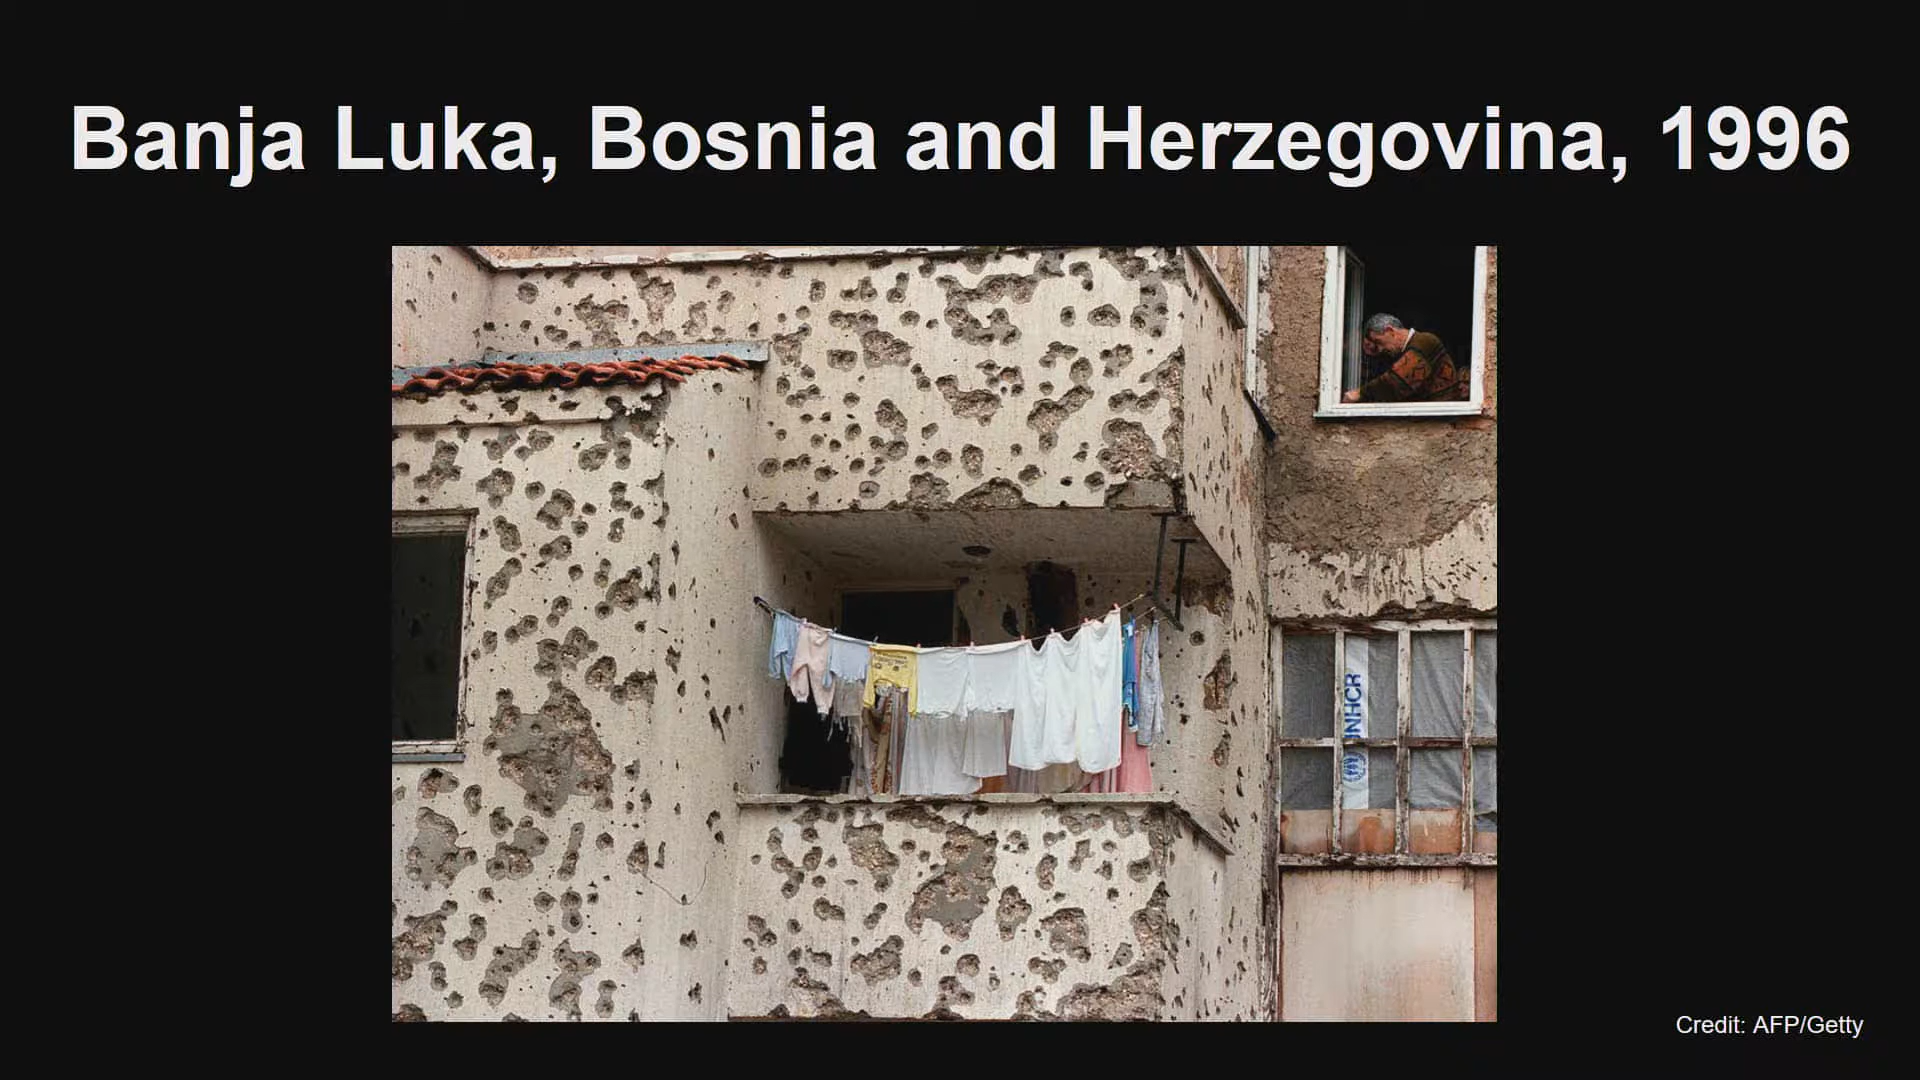 Banja Luka, Bosnia and Herzegovina, 1996
UNHCR
Credit: AFP/Getty